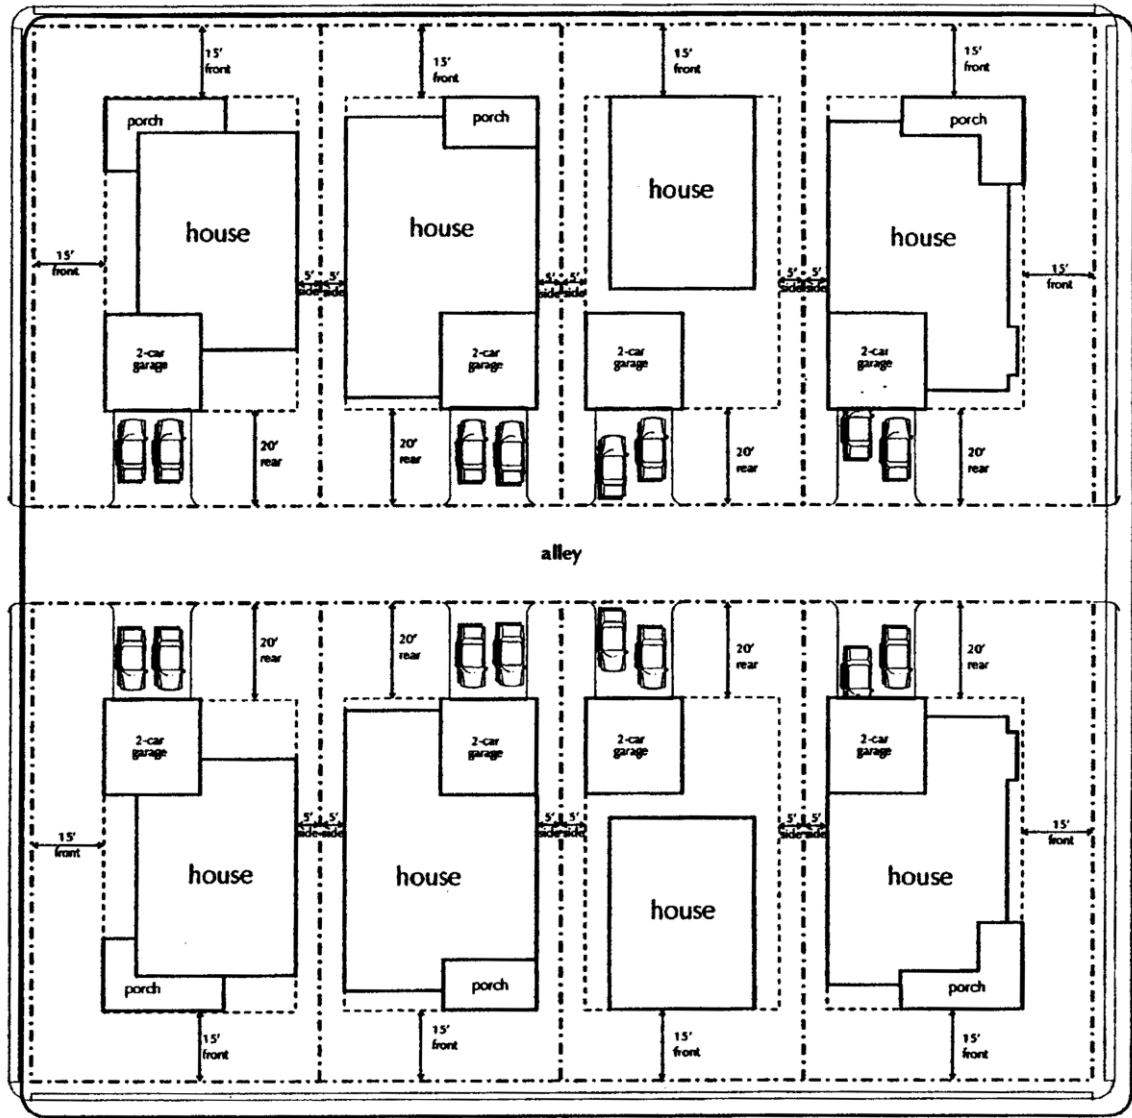 15'
front
15'
front
15'
front
15'
front
porch
porch
porch
house
house
house
house
15'
front
5'
side
5'
side
5'
side
5'
side
5'
side
5'
side
15'
front
2-car
garage
2-car
garage
2-car
garage
2-car
garage
20'
rear
20'
rear
20'
rear
20'
rear
alley
20'
rear
20'
rear
20'
rear
20'
rear
2-car
garage
2-car
garage
2-car
garage
2-car
garage
15'
front
5'
side
5'
side
5'
side
5'
side
5'
side
5'
side
15'
front
house
house
house
house
porch
porch
porch
15'
front
15'
front
15'
front
15'
front